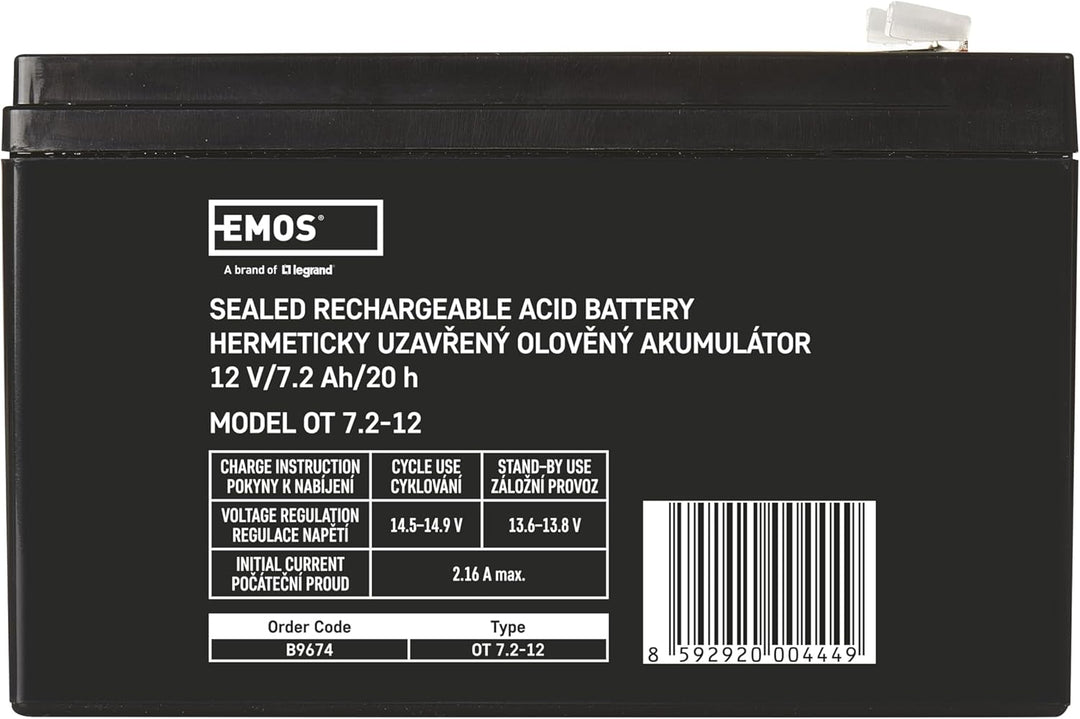 EMOS®
A brand of legrand
SEALED RECHARGEABLE ACID BATTERY
HERMETICKY UZAVŘENÝ OLOVĚNÝ AKUMULÁTOR
12 V/7.2 Ah/20 h
MODEL OT 7.2-12
CHARGE INSTRUCTION CYCLE USE STAND-BY USE
POKYNY K NABÍJENÍ CYKLOVÁNÍ ZÁLOŽNÍ PROVOZ
VOLTAGE REGULATION
REGULACE NAPĚTÍ 14.5-14.9 V 13.6-13.8 V
INITIAL CURRENT
POČÁTEČNÍ PROUD 2.16 A max.
Order Code Type
B9674 OT 7.2-12
8 592920 004449